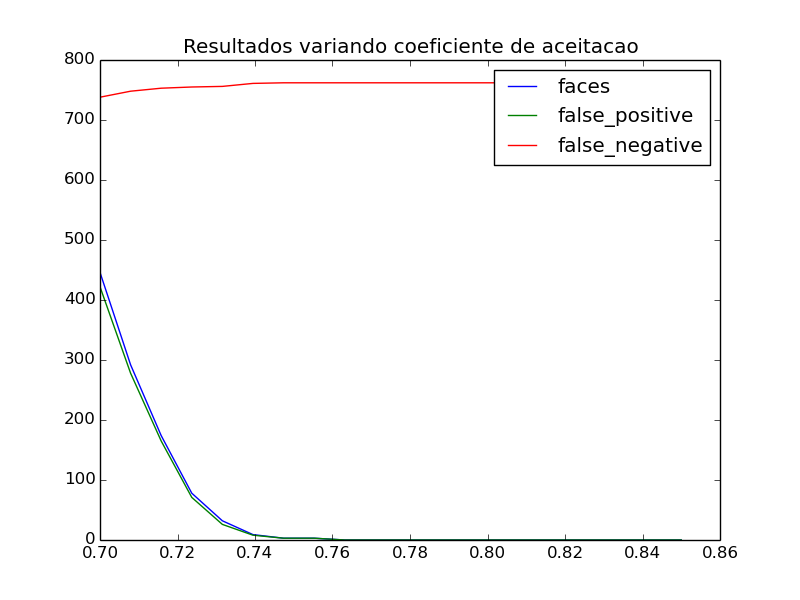 Resultados variando coeficiente de aceitacao
800
700
600
500
400
300
200
100
0
faces
false_positive
false_negative
0.70 0.72 0.74 0.76 0.78 0.80 0.82 0.84 0.86